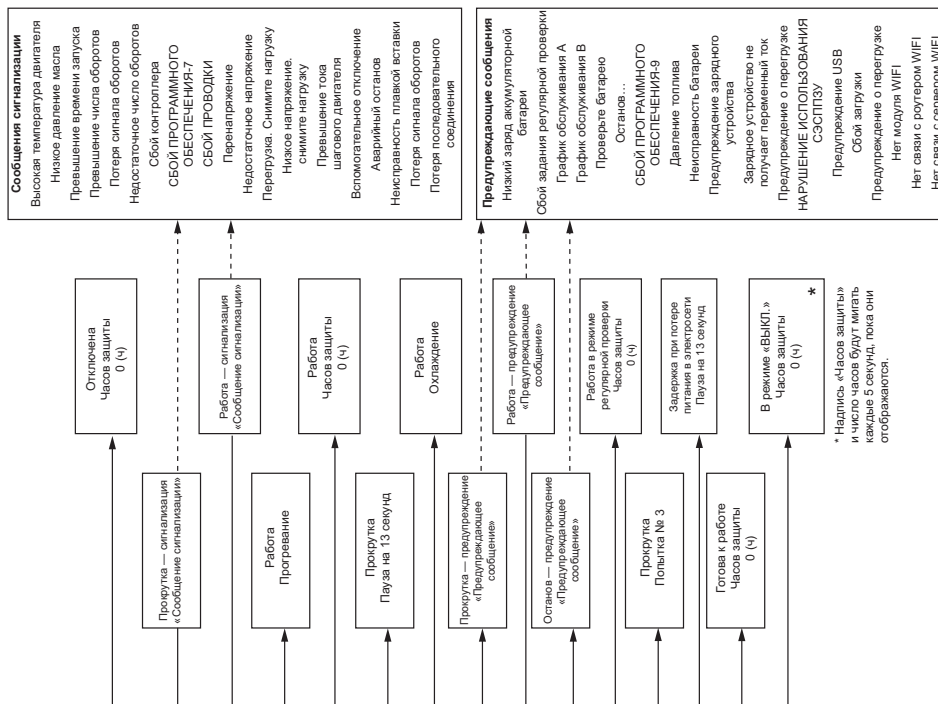 Сообщения сигнализации
Высокая температура двигателя
Низкое давление масла
Превышение времени запуска
Превышение числа оборотов
Потеря сигнала оборотов
Недостаточное число оборотов
Сбой контроллера
СБОЙ ПРОГРАММНОГО
ОБЕСПЕЧЕНИЯ-7
СБОЙ ПРОВОДКИ
Перенапряжение
Недостаточное напряжение
Перегрузка. Снимите нагрузку
Низкое напряжение.
снимите нагрузку
Превышение тока
шагового двигателя
Вспомогательное отключение
Аварийный останов
Неисправность плавкой вставки
Потеря сигнала оборотов
Потеря последовательного
соединения
Предупреждающие сообщения
Низкий заряд аккумуляторной
батареи
Сбой задания регулярной проверки
График обслуживания A
График обслуживания B
Проверьте батарею
Останов…
СБОЙ ПРОГРАММНОГО
ОБЕСПЕЧЕНИЯ-9
Давление топлива
Неисправность батареи
Предупреждение зарядного
устройства
Зарядное устройство не
получает переменный ток
Предупреждение о перегрузке
НАРУШЕНИЕ ИСПОЛЬЗОВАНИЯ
СЭСППЗУ
Предупреждение USB
Сбой загрузки
Предупреждение о перегрузке
Нет модуля WIFI
Нет связи с роутером WIFI
Нет связи с сервером WIFI
Отключена
Часов защиты
0 (ч)
Работа — сигнализация
«Сообщение сигнализации»
Работа
Часов защиты
0 (ч)
Работа
Охлаждение
Работа — предупреждение
«Предупреждающее
сообщение»
Работа в режиме
регулярной проверки
Часов защиты
0 (ч)
Задержка при потере
питания в электросети
Пауза на 13 секунд
В режиме «ВЫКЛ.»
Часов защиты
0 (ч)
*
* Надпись «Часов защиты»
и число часов будут мигать
каждые 5 секунд, пока они
отображаются.
Прокрутка — сигнализация
«Сообщение сигнализации»
Работа
Прогревание
Прокрутка
Пауза на 13 секунд
Прокрутка — предупреждение
«Предупреждающее
сообщение»
Останов — предупреждение
«Предупреждающее
сообщение»
Прокрутка
Попытка № 3
Готова к работе
Часов защиты
0 (ч)